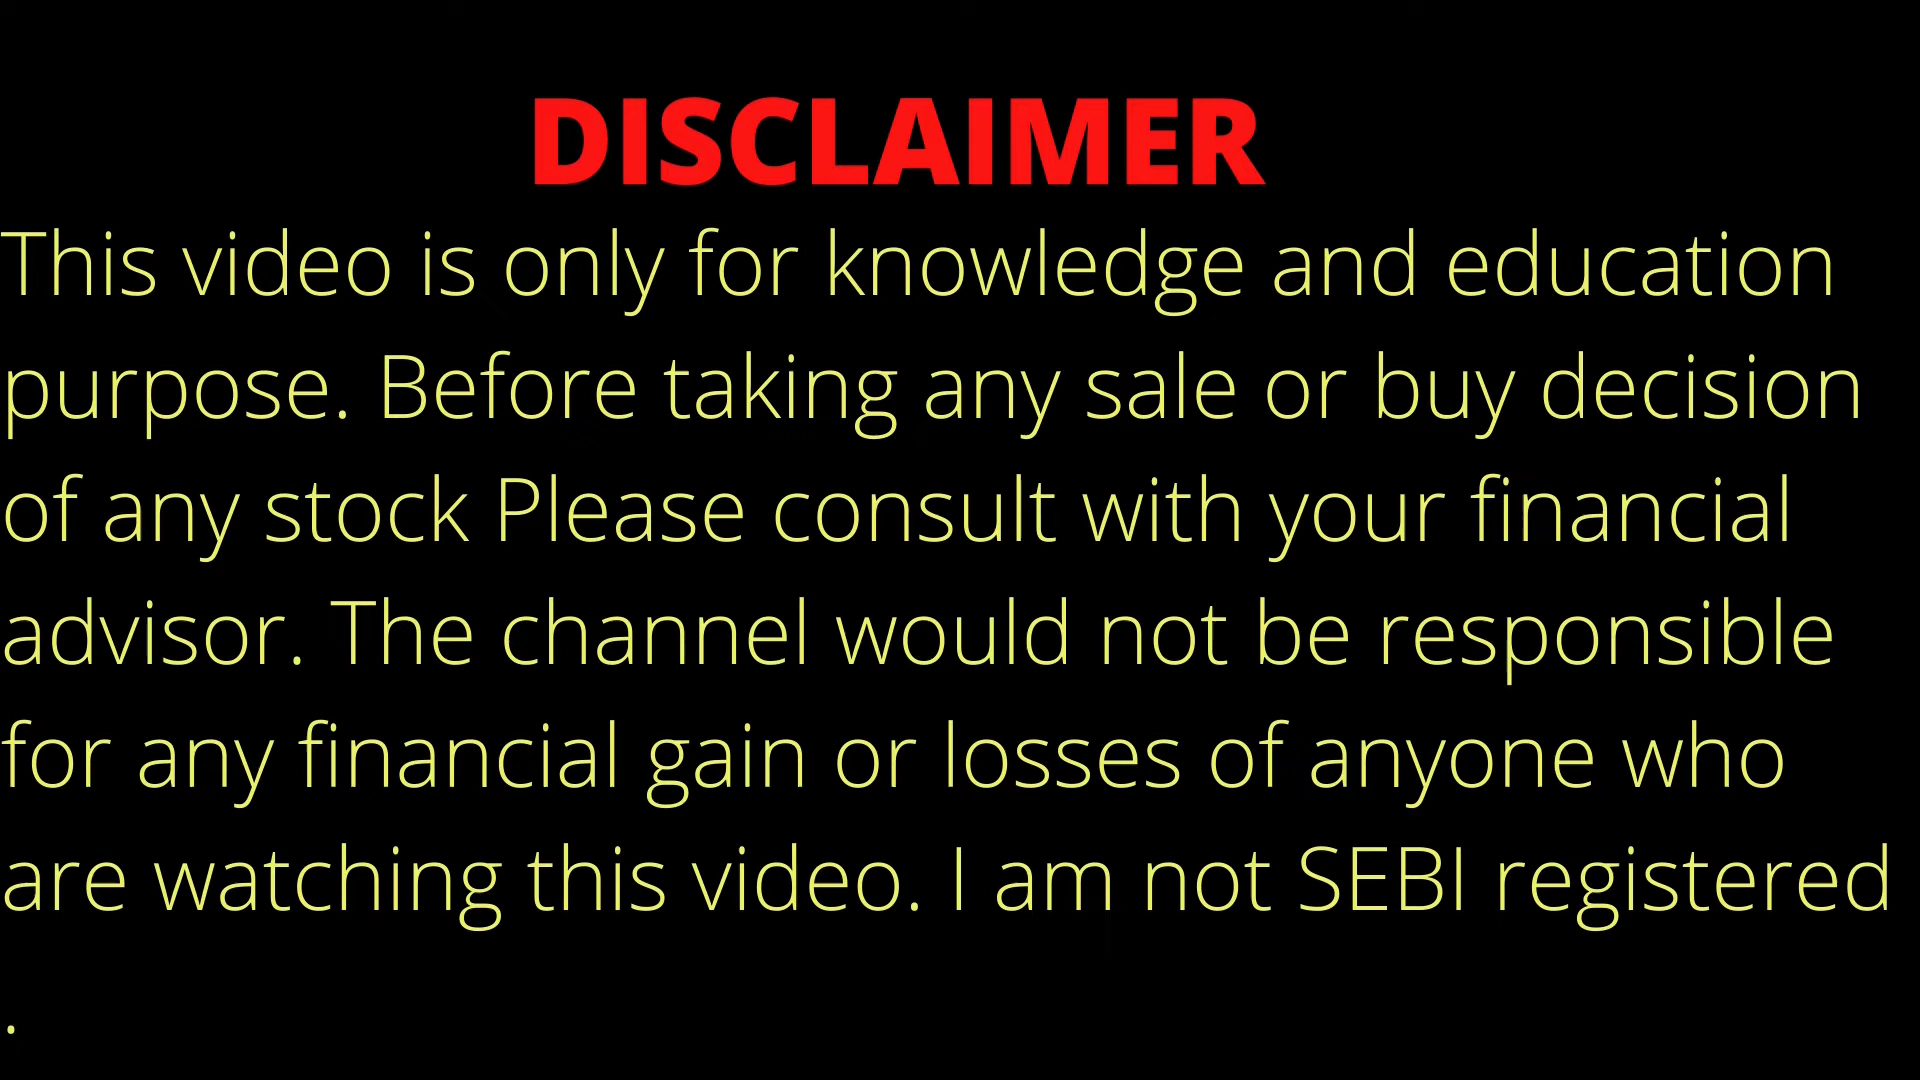 DISCLAIMER
This video is only for knowledge and education
purpose. Before taking any sale or buy decision
of any stock Please consult with your financial
advisor. The channel would not be responsible
for any financial gain or losses of anyone who
are watching this video. I am not SEBI registered
.